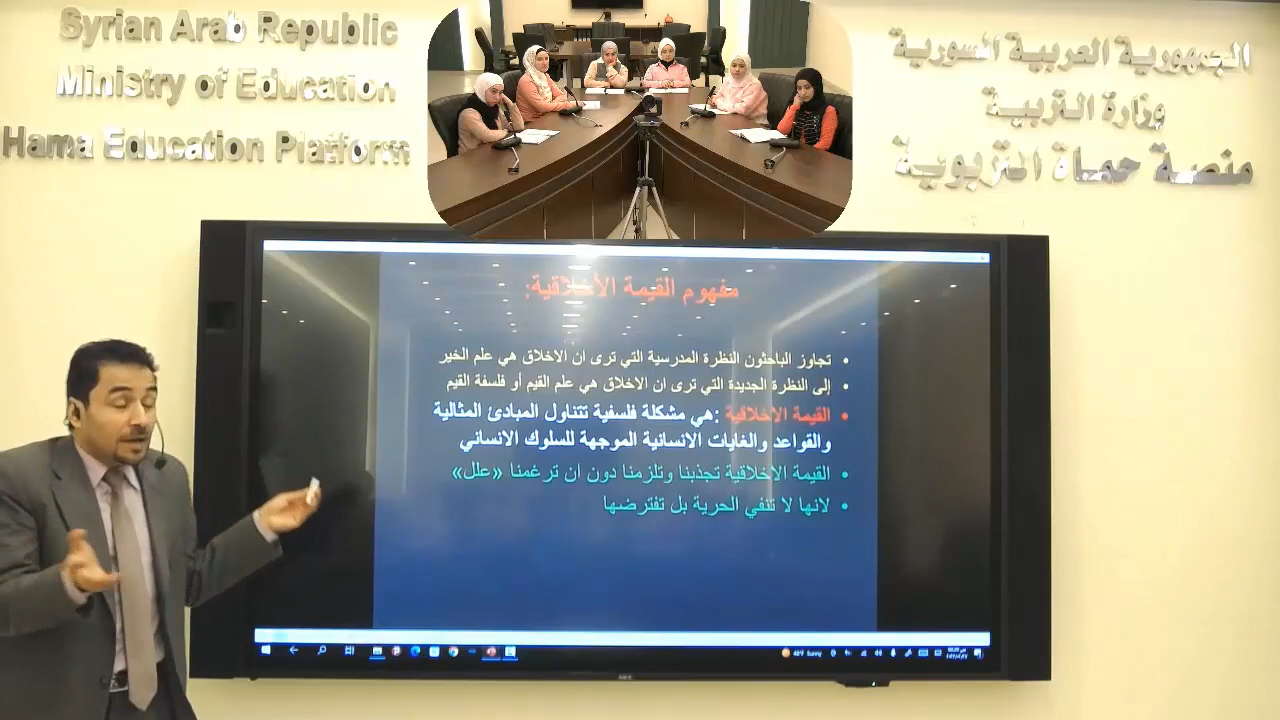 Syrian Arab Republic
Ministry of Education
Hama Education Platform
الجمهورية العربية السورية
وزارة التربية
منصة حماة التربوية
مفهوم القيمة الأخلاقية:
• تجاوز الباحثون النظرة المدرسية التي ترى ان الاخلاق هي علم الخير
• إلى النظرة الجديدة التي ترى ان الاخلاق هي علم القيم أو فلسفة القيم
• القيمة الاخلاقية :هي مشكلة فلسفية تتناول المبادئ المثالية
والقواعد والغايات الانسانية الموجهة للسلوك الانساني
• القيمة الاخلاقية تجذبنا وتلزمنا دون ان ترغمنا «علل»
• لانها لا تنفي الحرية بل تفترضها
Sunny